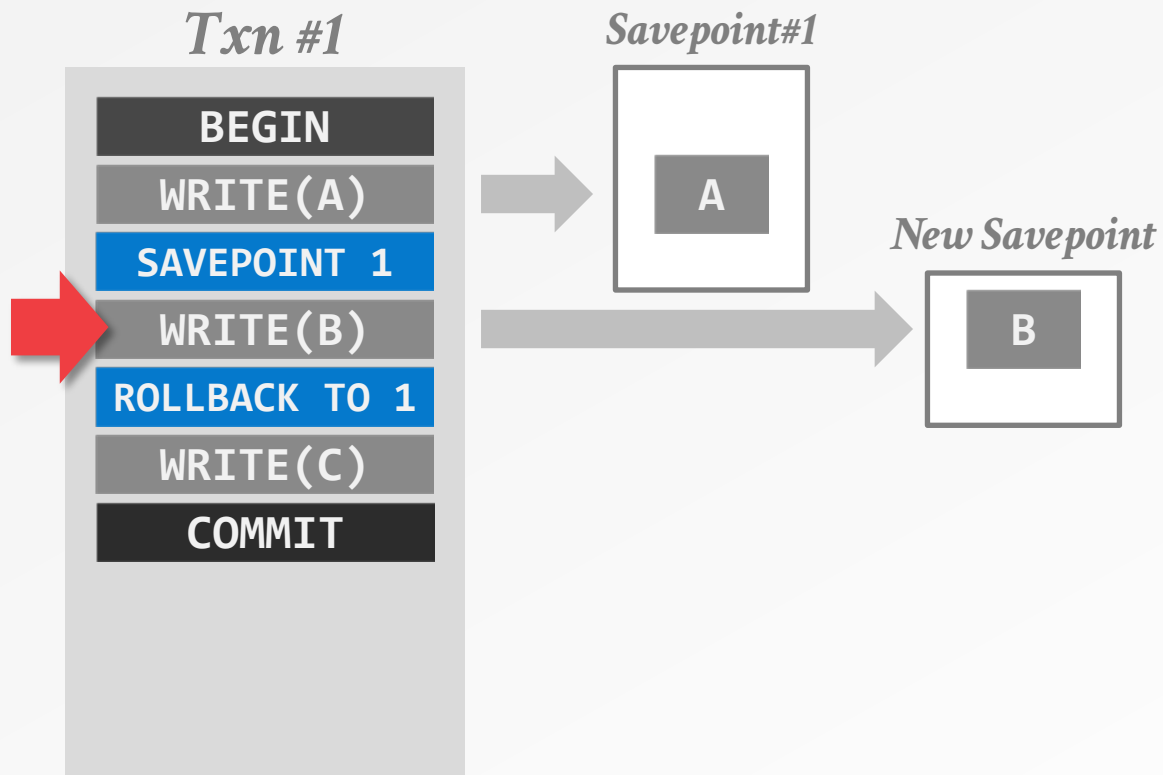 Txn #1
BEGIN
WRITE(A)
SAVEPOINT 1
WRITE(B)
ROLLBACK TO 1
WRITE(C)
COMMIT
Savepoint#1
A
New Savepoint
B